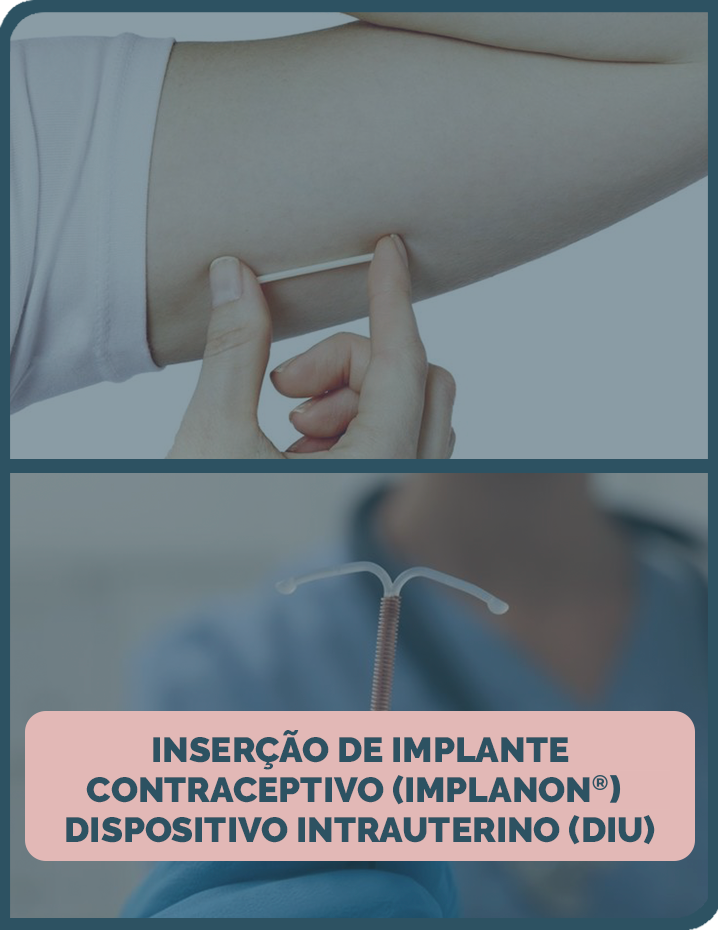 INSERÇÃO DE IMPLANTE
CONTRACEPTIVO (IMPLANON®)
DISPOSITIVO INTRAUTERINO (DIU)